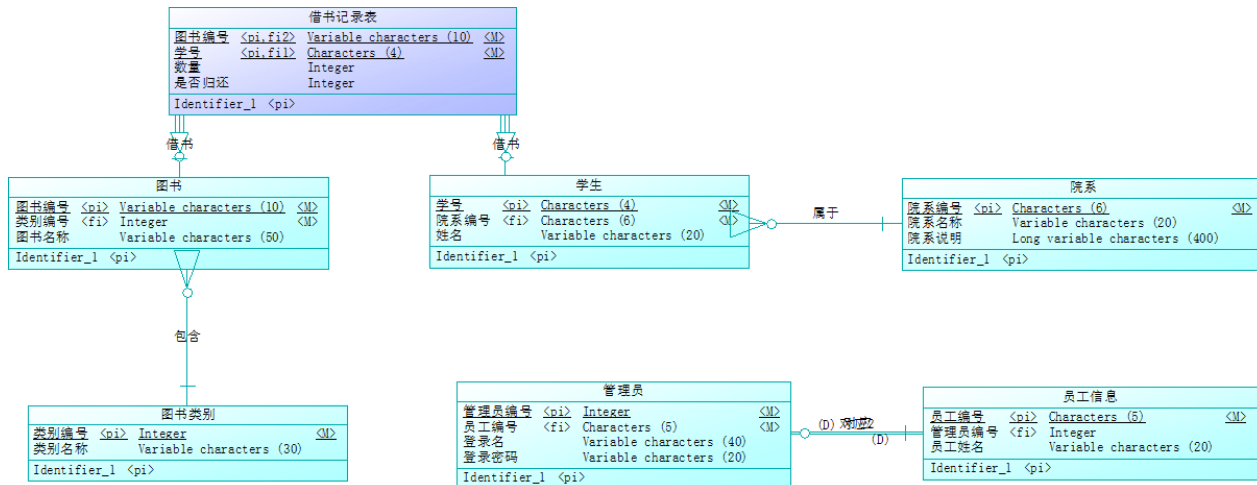 借书记录表
图书编号 <pi,fi2> Variable characters (10) <M>
学号 <pi,fi1> Characters (4) <M>
数量 Integer
是否归还 Integer
Identifier_1 <pi>
借书
借书
图书
图书编号 <pi> Variable characters (10) <M>
类别编号 <fi> Integer <M>
图书名称 Variable characters (50)
Identifier_1 <pi>
学生
学号 <pi> Characters (4) <M>
院系编号 <fi> Characters (6) <M>
姓名 Variable characters (20)
Identifier_1 <pi>
属于
院系
院系编号 <pi> Characters (6) <M>
院系名称 Variable characters (20)
院系说明 Long variable characters (400)
Identifier_1 <pi>
包含
图书类别
类别编号 <pi> Integer <M>
类别名称 Variable characters (30)
Identifier_1 <pi>
管理员
管理员编号 <pi> Integer <M>
员工编号 <fi> Characters (5) <M>
登录名 Variable characters (40)
登录密码 Variable characters (20)
Identifier_1 <pi>
(D)
(D)
员工信息
员工编号 <pi> Characters (5) <M>
管理员编号 <fi> Integer
员工姓名 Variable characters (20)
Identifier_1 <pi>